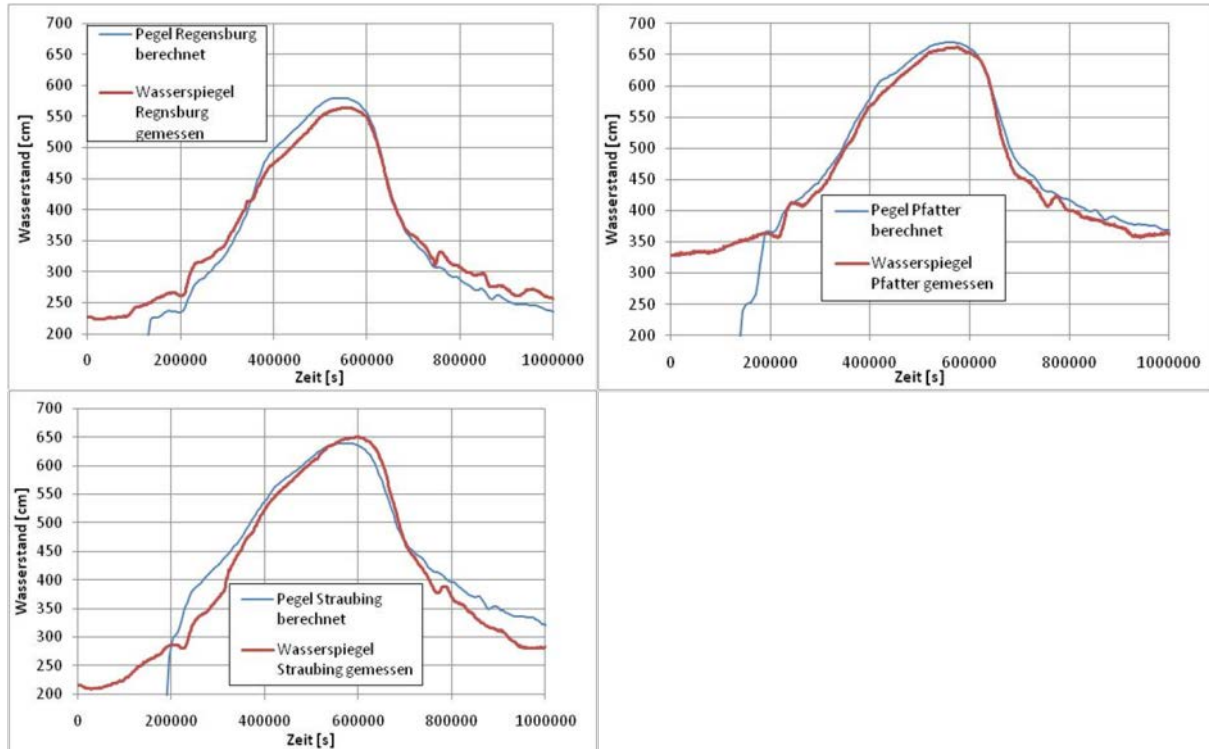 Wasserstand [cm]
700
650
600
550
500
450
400
350
300
250
200
Pegel Regensburg
berechnet
Wasserspiegel
Regnsburg
gemessen
0 200000 400000 600000 800000 1000000
Zeit [s]
Wasserstand [cm]
700
650
600
550
500
450
400
350
300
250
200
Pegel Pfatter
berechnet
Wasserspiegel
Pfatter gemessen
0 200000 400000 600000 800000 1000000
Zeit [s]
Wasserstand [cm]
700
650
600
550
500
450
400
350
300
250
200
Pegel Straubing
berechnet
Wasserspiegel
Straubing gemessen
0 200000 400000 600000 800000 1000000
Zeit [s]